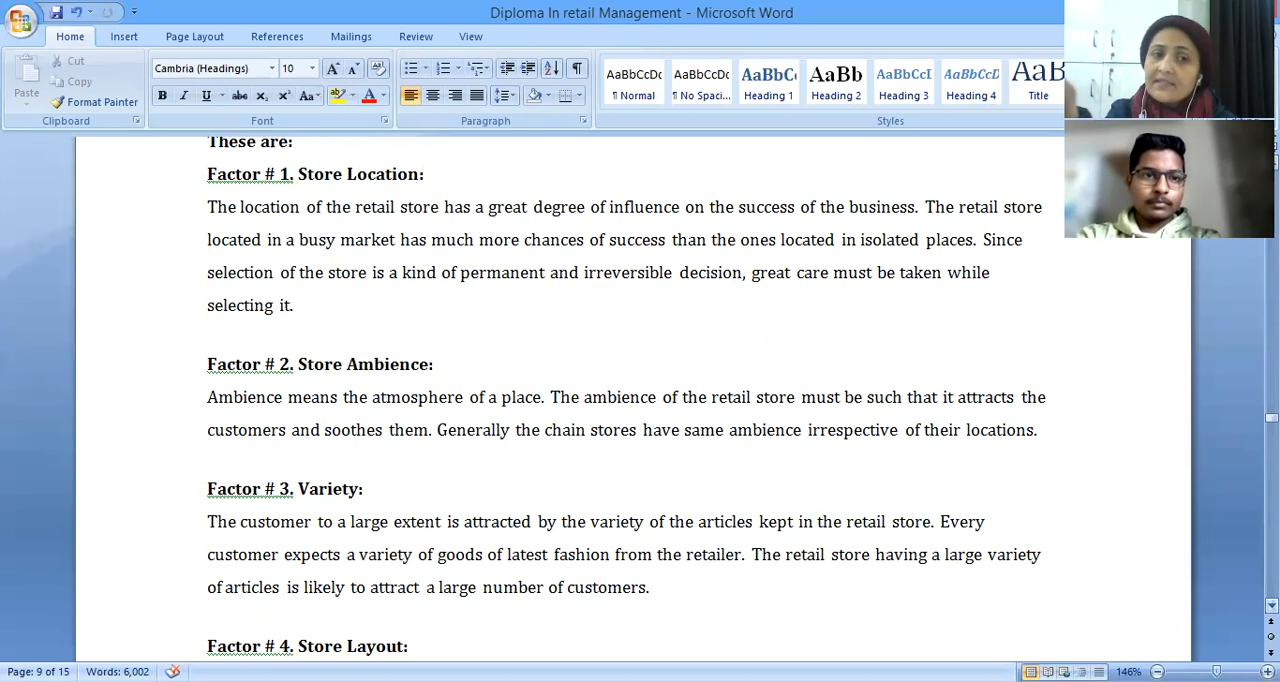 Diploma In retail Management - Microsoft Word
Home Insert Page Layout References Mailings Review View
Paste
Cut
Copy
Format Painter
Cambria (Headings) 10
B I U abc X₂ X² Aa
AaBbCcDc AaBbCcDc AaBbC AaBb AaBbCcI AaBbCcD AaB
¶ Normal ¶ No Spaci... Heading 1 Heading 2 Heading 3 Heading 4 Title
Clipboard Font Paragraph Styles
These are:
Factor # 1. Store Location:
The location of the retail store has a great degree of influence on the success of the business. The retail store
located in a busy market has much more chances of success than the ones located in isolated places. Since
selection of the store is a kind of permanent and irreversible decision, great care must be taken while
selecting it.
Factor # 2. Store Ambience:
Ambience means the atmosphere of a place. The ambience of the retail store must be such that it attracts the
customers and soothes them. Generally the chain stores have same ambience irrespective of their locations.
Factor # 3. Variety:
The customer to a large extent is attracted by the variety of the articles kept in the retail store. Every
customer expects a variety of goods of latest fashion from the retailer. The retail store having a large variety
of articles is likely to attract a large number of customers.
Factor # 4. Store Layout:
Page: 9 of 15 Words: 6,002 146%